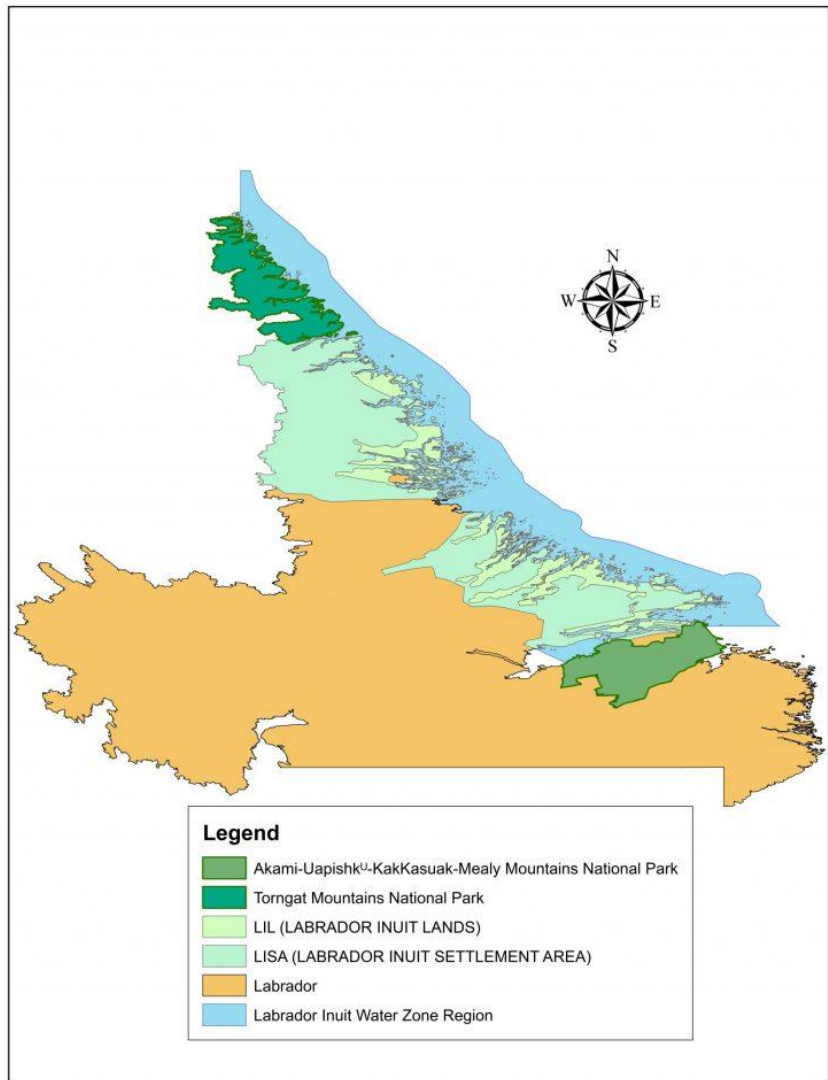 N
W E
S
Legend
Akami-Uapishkᵁ-KakKasuak-Mealy Mountains National Park
Torngat Mountains National Park
LIL (LABRADOR INUIT LANDS)
LISA (LABRADOR INUIT SETTLEMENT AREA)
Labrador
Labrador Inuit Water Zone Region